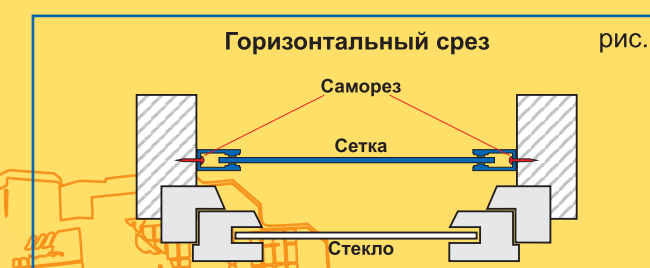 Горизонтальный срез
рис.
Саморез
Сетка
Стекло